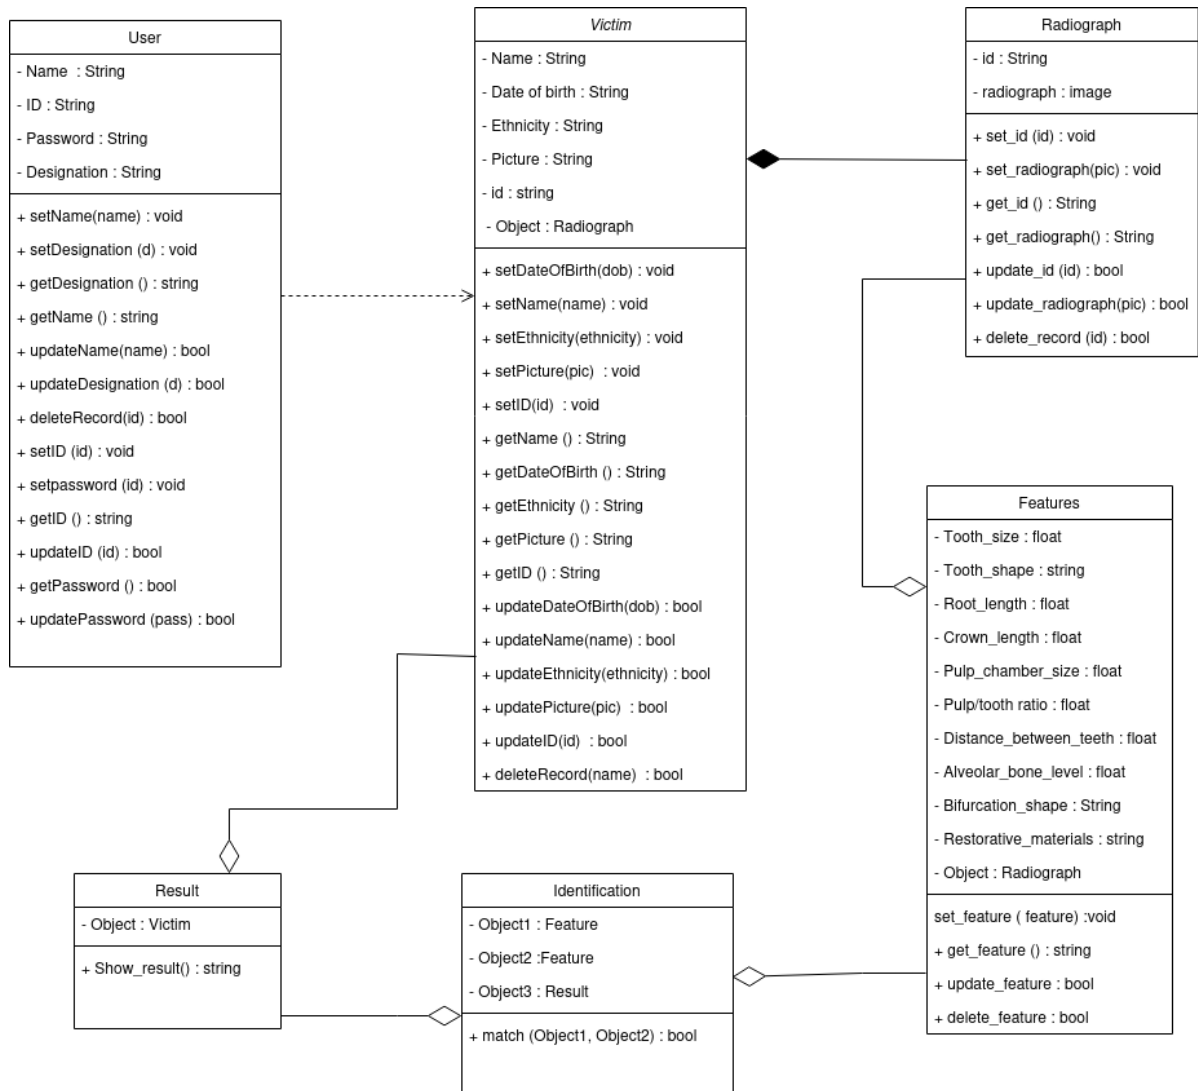 User
- Name : String
- ID : String
- Password : String
- Designation : String
+ setName(name) : void
+ setDesignation (d) : void
+ getDesignation () : string
+ getName () : string
+ updateName(name) : bool
+ updateDesignation (d) : bool
+ deleteRecord(id) : bool
+ setID (id) : void
+ setpassword (id) : void
+ getID () : string
+ updateID (id) : bool
+ getPassword () : bool
+ updatePassword (pass) : bool
Victim
- Name : String
- Date of birth : String
- Ethnicity : String
- Picture : String
- id : string
- Object : Radiograph
+ setDateOfBirth(dob) : void
+ setName(name) : void
+ setEthnicity(ethnicity) : void
+ setPicture(pic) : void
+ setID(id) : void
+ getName () : String
+ getDateOfBirth () : String
+ getEthnicity () : String
+ getPicture () : String
+ getID () : String
+ updateDateOfBirth(dob) : bool
+ updateName(name) : bool
+ updateEthnicity(ethnicity) : bool
+ updatePicture(pic) : bool
+ updateID(id) : bool
+ deleteRecord(name) : bool
Radiograph
- id : String
- radiograph : image
+ set_id (id) : void
+ set_radiograph(pic) : void
+ get_id () : String
+ get_radiograph() : String
+ update_id (id) : bool
+ update_radiograph(pic) : bool
+ delete_record (id) : bool
Features
- Tooth_size : float
- Tooth_shape : string
- Root_length : float
- Crown_length : float
- Pulp_chamber_size : float
- Pulp/tooth ratio : float
- Distance_between_teeth : float
- Alveolar_bone_level : float
- Bifurcation_shape : String
- Restorative_materials : string
- Object : Radiograph
set_feature ( feature) :void
+ get_feature () : string
+ update_feature : bool
+ delete_feature : bool
Result
- Object : Victim
+ Show_result() : string
Identification
- Object1 : Feature
- Object2 :Feature
- Object3 : Result
+ match (Object1, Object2) : bool